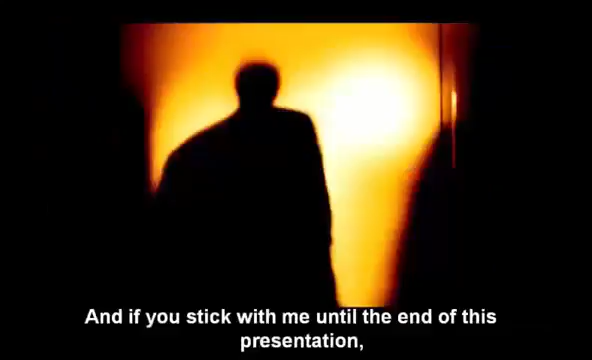 And if you stick with me until the end of this
presentation,